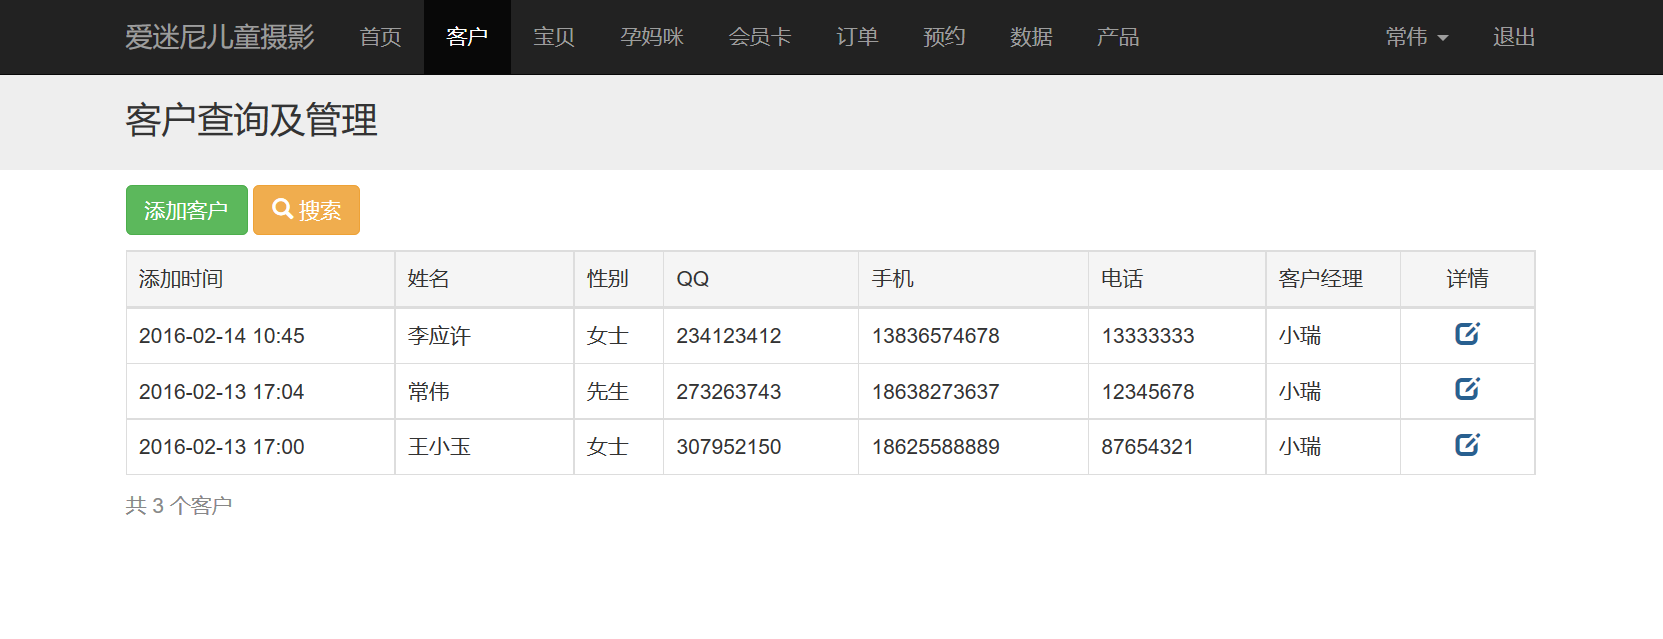 爱迷尼儿童摄影 首页 客户 宝贝 孕妈咪 会员卡 订单 预约 数据 产品 常伟 退出
客户查询及管理
添加客户 搜索
添加时间 姓名 性别 QQ 手机 电话 客户经理 详情
2016-02-14 10:45 李应许 女士 234123412 13836574678 13333333 小瑞
2016-02-13 17:04 常伟 先生 273263743 18638273637 12345678 小瑞
2016-02-13 17:00 王小玉 女士 307952150 18625588889 87654321 小瑞
共 3 个客户